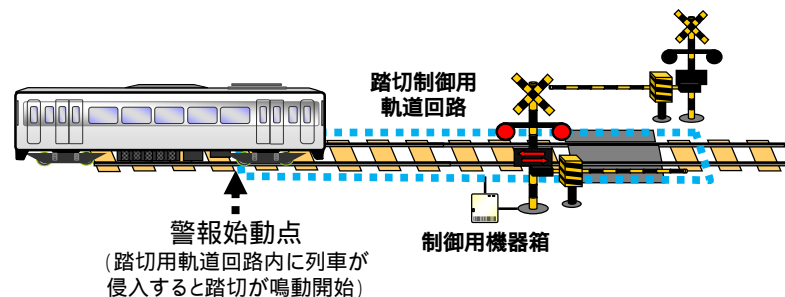 踏切制御用
軌道回路
警報始動点
(踏切用軌道回路内に列車が
侵入すると踏切が鳴動開始)
制御用機器箱